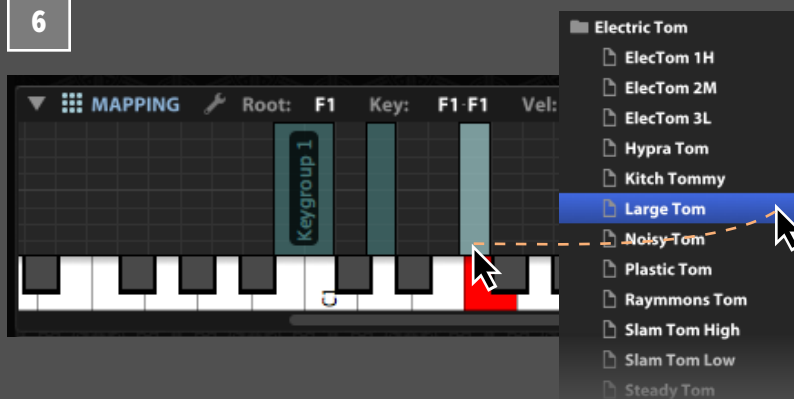 6
MAPPING Root: F1 Key: F1-F1 Vel:
Keygroup 1
C1
Electric Tom
ElecTom 1H
ElecTom 2M
ElecTom 3L
Hypra Tom
Kitch Tommy
Large Tom
Noisy Tom
Plastic Tom
Raymmons Tom
Slam Tom High
Slam Tom Low
Steady Tom